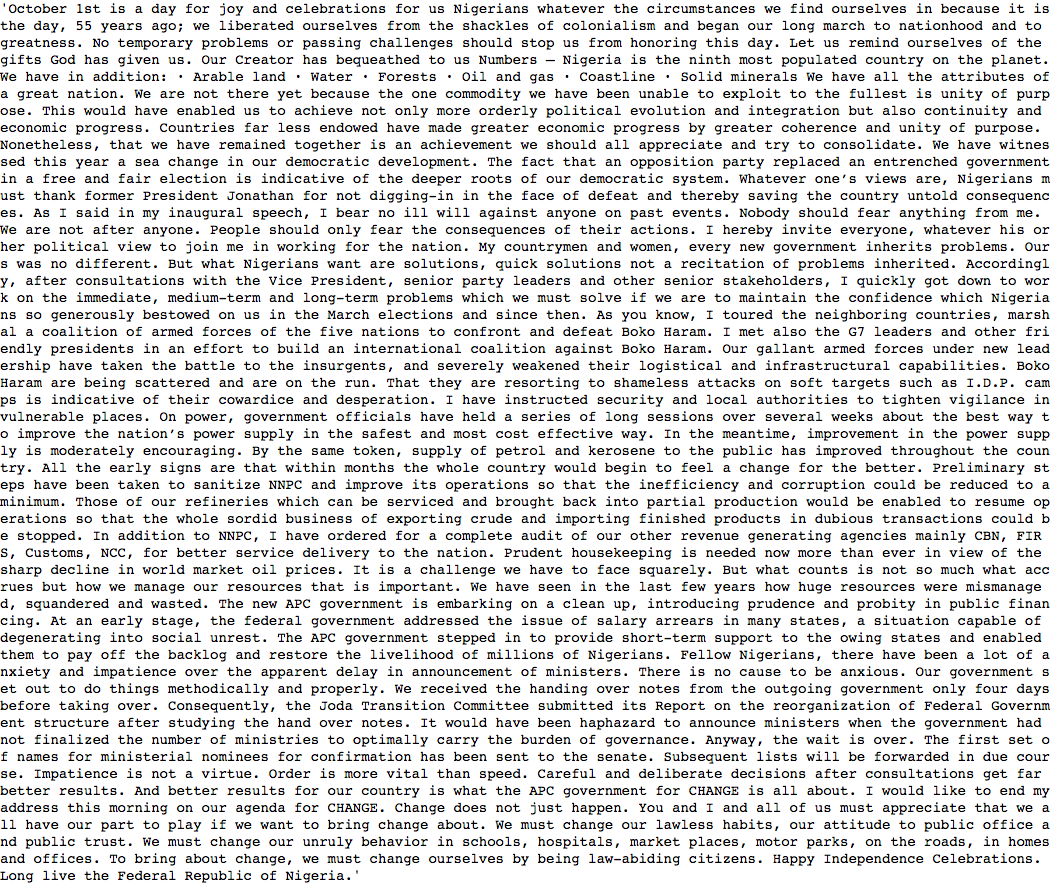 'October 1st is a day for joy and celebrations for us Nigerians whatever the circumstances we find ourselves in because it is
the day, 55 years ago; we liberated ourselves from the shackles of colonialism and began our long march to nationhood and to
greatness. No temporary problems or passing challenges should stop us from honoring this day. Let us remind ourselves of the
gifts God has given us. Our Creator has bequeathed to us Numbers – Nigeria is the ninth most populated country on the planet.
We have in addition: · Arable land · Water · Forests · Oil and gas · Coastline · Solid minerals We have all the attributes of
a great nation. We are not there yet because the one commodity we have been unable to exploit to the fullest is unity of purp
ose. This would have enabled us to achieve not only more orderly political evolution and integration but also continuity and
economic progress. Countries far less endowed have made greater economic progress by greater coherence and unity of purpose.
Nonetheless, that we have remained together is an achievement we should all appreciate and try to consolidate. We have witnes
sed this year a sea change in our democratic development. The fact that an opposition party replaced an entrenched government
in a free and fair election is indicative of the deeper roots of our democratic system. Whatever one's views are, Nigerians m
ust thank former President Jonathan for not digging-in in the face of defeat and thereby saving the country untold consequenc
es. As I said in my inaugural speech, I bear no ill will against anyone on past events. Nobody should fear anything from me.
We are not after anyone. People should only fear the consequences of their actions. I hereby invite everyone, whatever his or
her political view to join me in working for the nation. My countrymen and women, every new government inherits problems. Our
s was no different. But what Nigerians want are solutions, quick solutions not a recitation of problems inherited. Accordingl
y, after consultations with the Vice President, senior party leaders and other senior stakeholders, I quickly got down to wor
k on the immediate, medium-term and long-term problems which we must solve if we are to maintain the confidence which Nigeria
ns so generously bestowed on us in the March elections and since then. As you know, I toured the neighboring countries, marsh
al a coalition of armed forces of the five nations to confront and defeat Boko Haram. I met also the G7 leaders and other fri
endly presidents in an effort to build an international coalition against Boko Haram. Our gallant armed forces under new lead
ership have taken the battle to the insurgents, and severely weakened their logistical and infrastructural capabilities. Boko
Haram are being scattered and are on the run. That they are resorting to shameless attacks on soft targets such as I.D.P. cam
ps is indicative of their cowardice and desperation. I have instructed security and local authorities to tighten vigilance in
vulnerable places. On power, government officials have held a series of long sessions over several weeks about the best way t
o improve the nation's power supply in the safest and most cost effective way. In the meantime, improvement in the power supp
ly is moderately encouraging. By the same token, supply of petrol and kerosene to the public has improved throughout the coun
try. All the early signs are that within months the whole country would begin to feel a change for the better. Preliminary st
eps have been taken to sanitize NNPC and improve its operations so that the inefficiency and corruption could be reduced to a
minimum. Those of our refineries which can be serviced and brought back into partial production would be enabled to resume op
erations so that the whole sordid business of exporting crude and importing finished products in dubious transactions could b
e stopped. In addition to NNPC, I have ordered for a complete audit of our other revenue generating agencies mainly CBN, FIR
S, Customs, NCC, for better service delivery to the nation. Prudent housekeeping is needed now more than ever in view of the
sharp decline in world market oil prices. It is a challenge we have to face squarely. But what counts is not so much what acc
rues but how we manage our resources that is important. We have seen in the last few years how huge resources were mismanage
d, squandered and wasted. The new APC government is embarking on a clean up, introducing prudence and probity in public finan
cing. At an early stage, the federal government addressed the issue of salary arrears in many states, a situation capable of
degenerating into social unrest. The APC government stepped in to provide short-term support to the owing states and enabled
them to pay off the backlog and restore the livelihood of millions of Nigerians. Fellow Nigerians, there have been a lot of a
nxiety and impatience over the apparent delay in announcement of ministers. There is no cause to be anxious. Our government s
et out to do things methodically and properly. We received the handing over notes from the outgoing government only four days
before taking over. Consequently, the Joda Transition Committee submitted its Report on the reorganization of Federal Governm
ent structure after studying the hand over notes. It would have been haphazard to announce ministers when the government had
not finalized the number of ministries to optimally carry the burden of governance. Anyway, the wait is over. The first set o
f names for ministerial nominees for confirmation has been sent to the senate. Subsequent lists will be forwarded in due cour
se. Impatience is not a virtue. Order is more vital than speed. Careful and deliberate decisions after consultations get far
better results. And better results for our country is what the APC government for CHANGE is all about. I would like to end my
address this morning on our agenda for CHANGE. Change does not just happen. You and I and all of us must appreciate that we a
ll have our part to play if we want to bring change about. We must change our lawless habits, our attitude to public office a
nd public trust. We must change our unruly behavior in schools, hospitals, market places, motor parks, on the roads, in homes
and offices. To bring about change, we must change ourselves by being law-abiding citizens. Happy Independence Celebrations.
Long live the Federal Republic of Nigeria.'